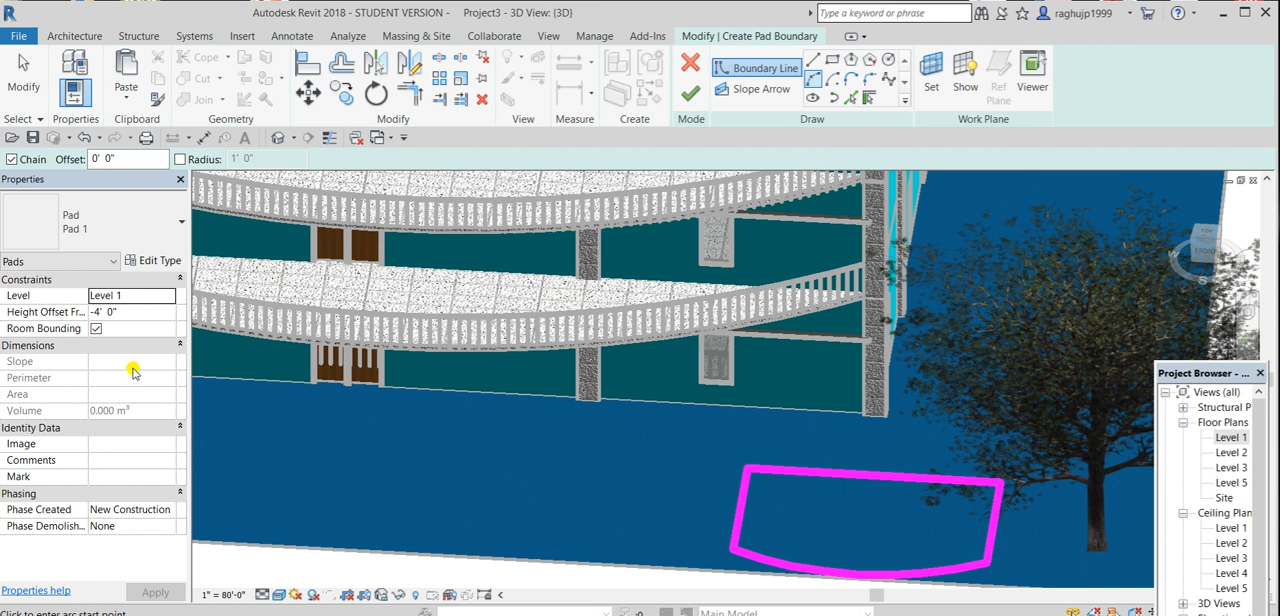 Autodesk Revit 2018 - STUDENT VERSION - Project3 - 3D View: {3D}
Type a keyword or phrase
raghujp1999
File Architecture Structure Systems Insert Annotate Analyze Massing & Site Collaborate View Manage Add-Ins Modify | Create Pad Boundary
Modify
Paste
Cope
Cut
Join
Boundary Line
Slope Arrow
Set Show Ref Plane Viewer
Select Properties Clipboard Geometry Modify View Measure Create Mode Draw Work Plane
Chain Offset: 0' 0" Radius: 1' 0"
Properties
Pad
Pad 1
Pads Edit Type
Constraints
Level Level 1
Height Offset Fr... -4' 0"
Room Bounding
Dimensions
Slope
Perimeter
Area
Volume 0.000 m³
Identity Data
Image
Comments
Mark
Phasing
Phase Created New Construction
Phase Demolish... None
Properties help Apply
TOP
Project Browser - ...
Views (all)
Structural P
Floor Plans
Level 1
Level 2
Level 3
Level 5
Site
Ceiling Plan
Level 1
Level 2
Level 3
Level 4
Level 5
3D Views
1" = 80'-0"
Click to enter arc start point
Main Model